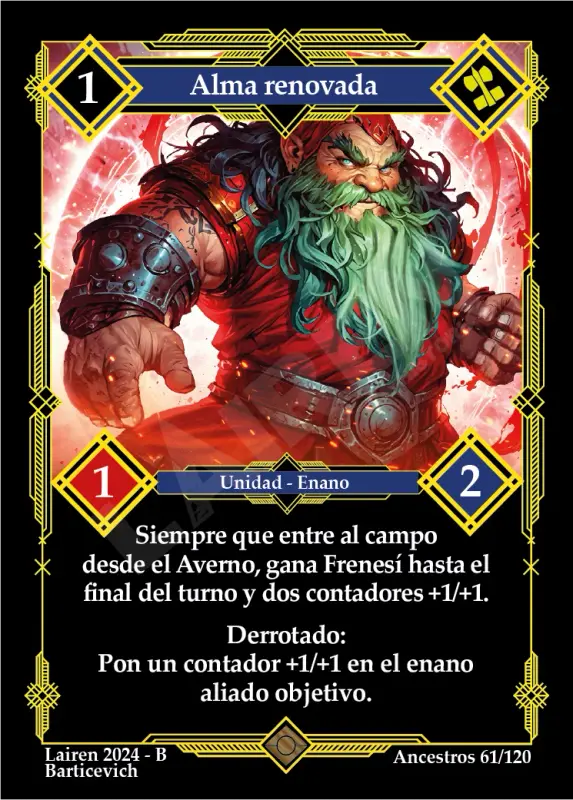 1
Alma renovada
1
Unidad - Enano
2
Siempre que entre al campo
desde el Averno, gana Frenesí hasta el
final del turno y dos contadores +1/+1.
Derrotado:
Pon un contador +1/+1 en el enano
aliado objetivo.
Lairen 2024 - B
Barticevich
Ancestros 61/120